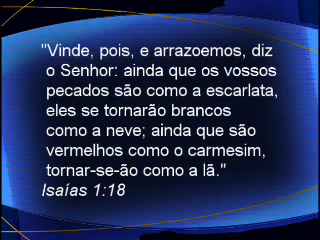 "Vinde, pois, e arrazoemos, diz
o Senhor: ainda que os vossos
pecados são como a escarlata,
eles se tornarão brancos
como a neve; ainda que são
vermelhos como o carmesim,
tornar-se-ão como a lã."
Isaías 1:18